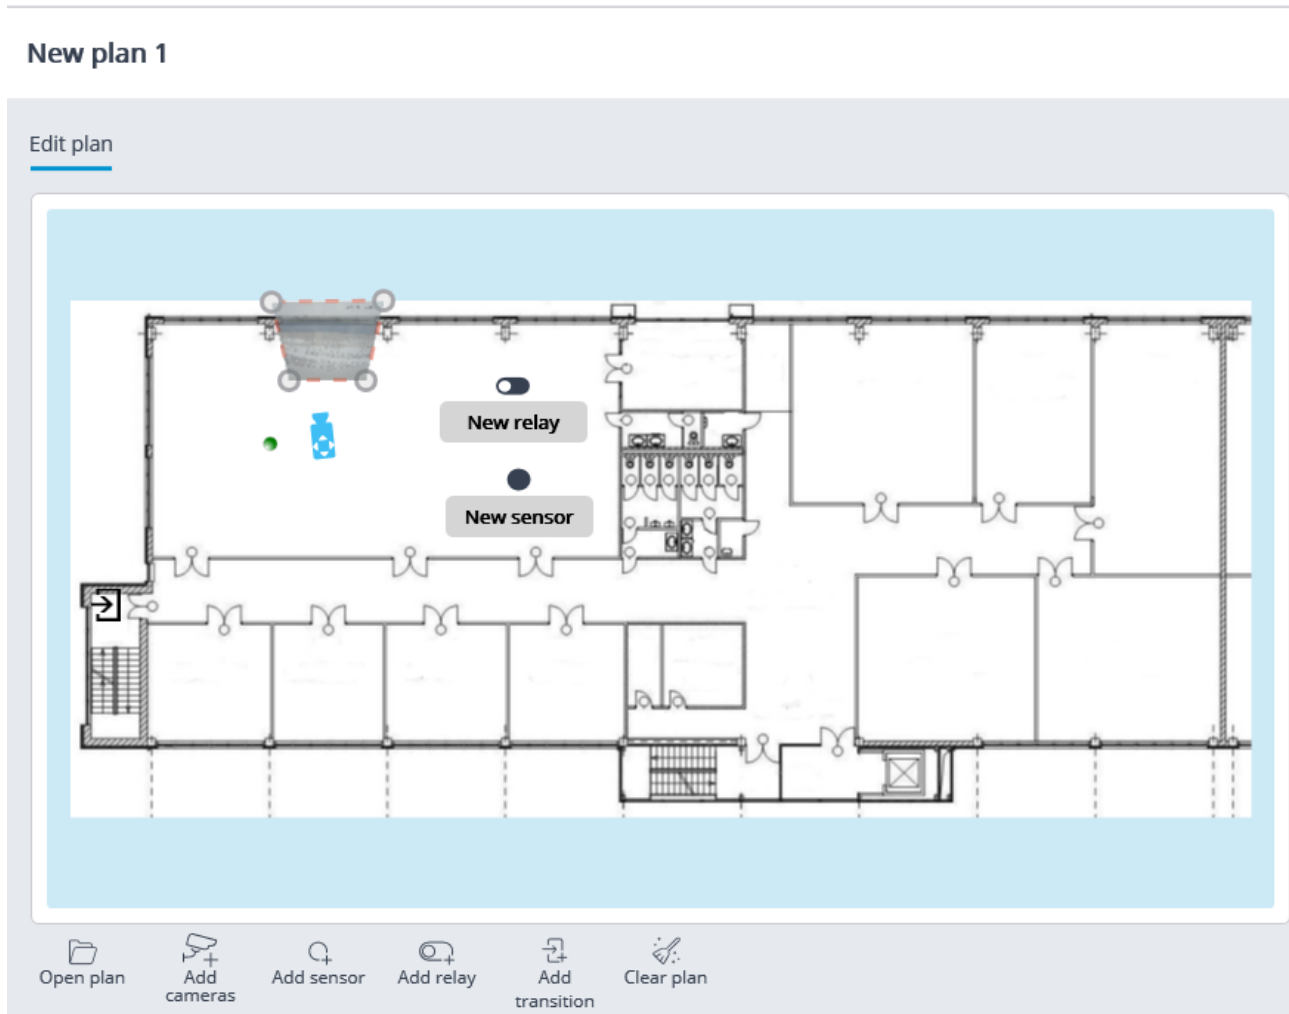 New plan 1
Edit plan
New relay
New sensor
Open plan
Add cameras
Add sensor
Add relay
Add transition
Clear plan